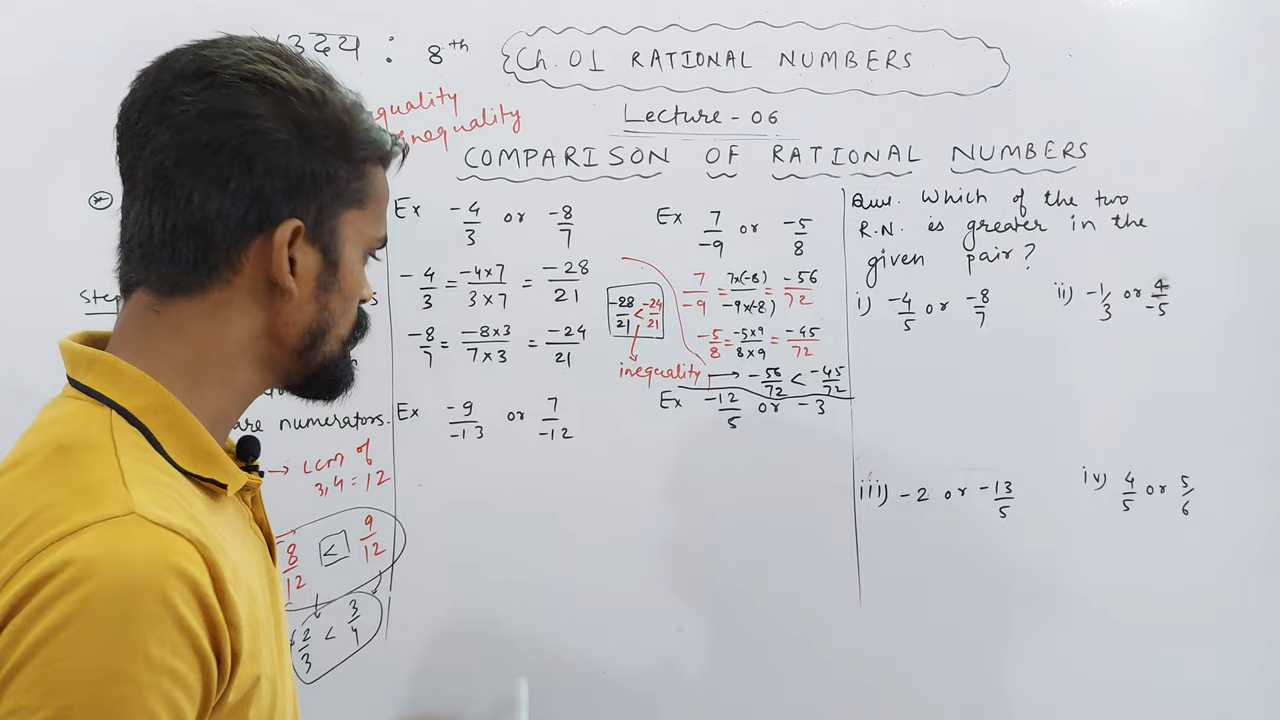 : 8th
Ch. 01 RATIONAL NUMBERS
Lecture - 06
COMPARISON OF RATIONAL NUMBERS
inequality
Step
are numerators.
→ LCM of
3, 4 = 12
8/12 < 9/12
2/3 < 3/4
Ex -4/3 or -8/7
-4/3 = -4×7/3×7 = -28/21
-8/7 = -8×3/7×3 = -24/21
-28/21 < -24/21
inequality
Ex -9/-13 or 7/-12
Ex 7/-9 or -5/8
7/-9 = 7×(-8)/-9×(-8) = -56/72
-5/8 = -5×9/8×9 = -45/72
→ -56/72 < -45/72
Ex -12/5 or -3
Ques. Which of the two
R.N. is greater in the
given pair?
i) -4/5 or -8/7
ii) -1/3 or 4/-5
iii) -2 or -13/5
iv) 4/5 or 5/6